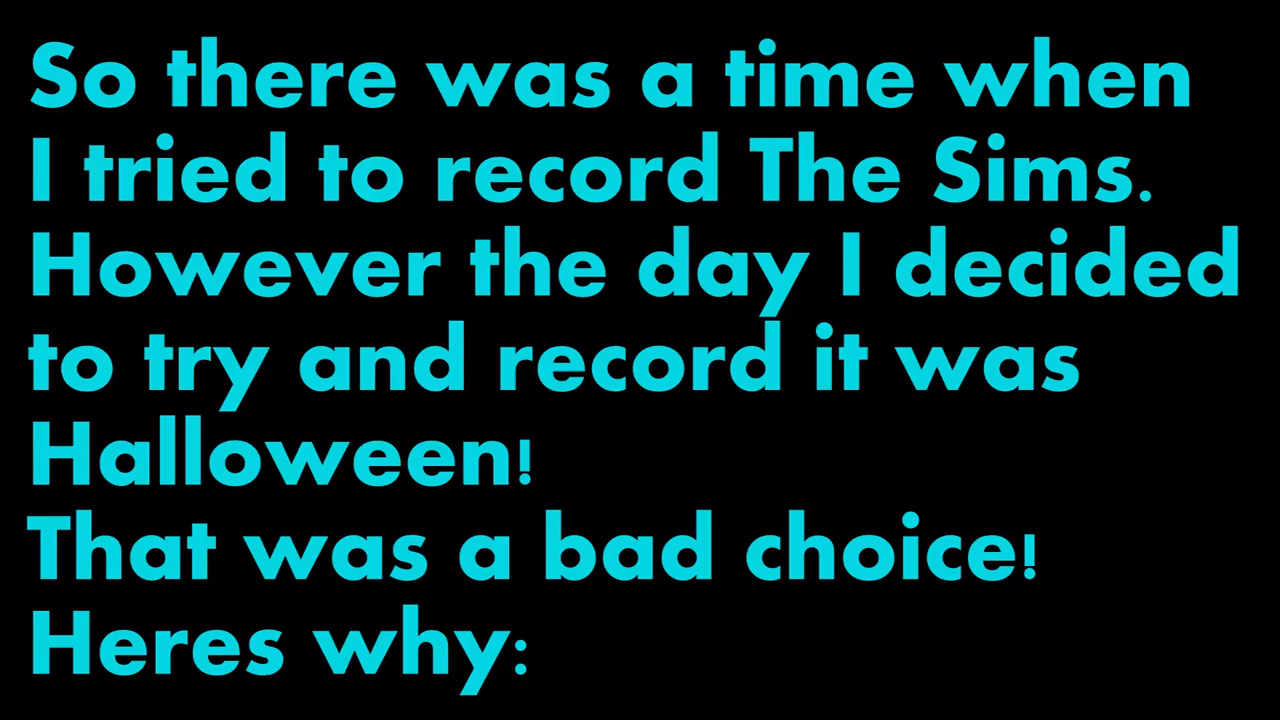 So there was a time when
I tried to record The Sims.
However the day I decided
to try and record it was
Halloween!
That was a bad choice!
Heres why: